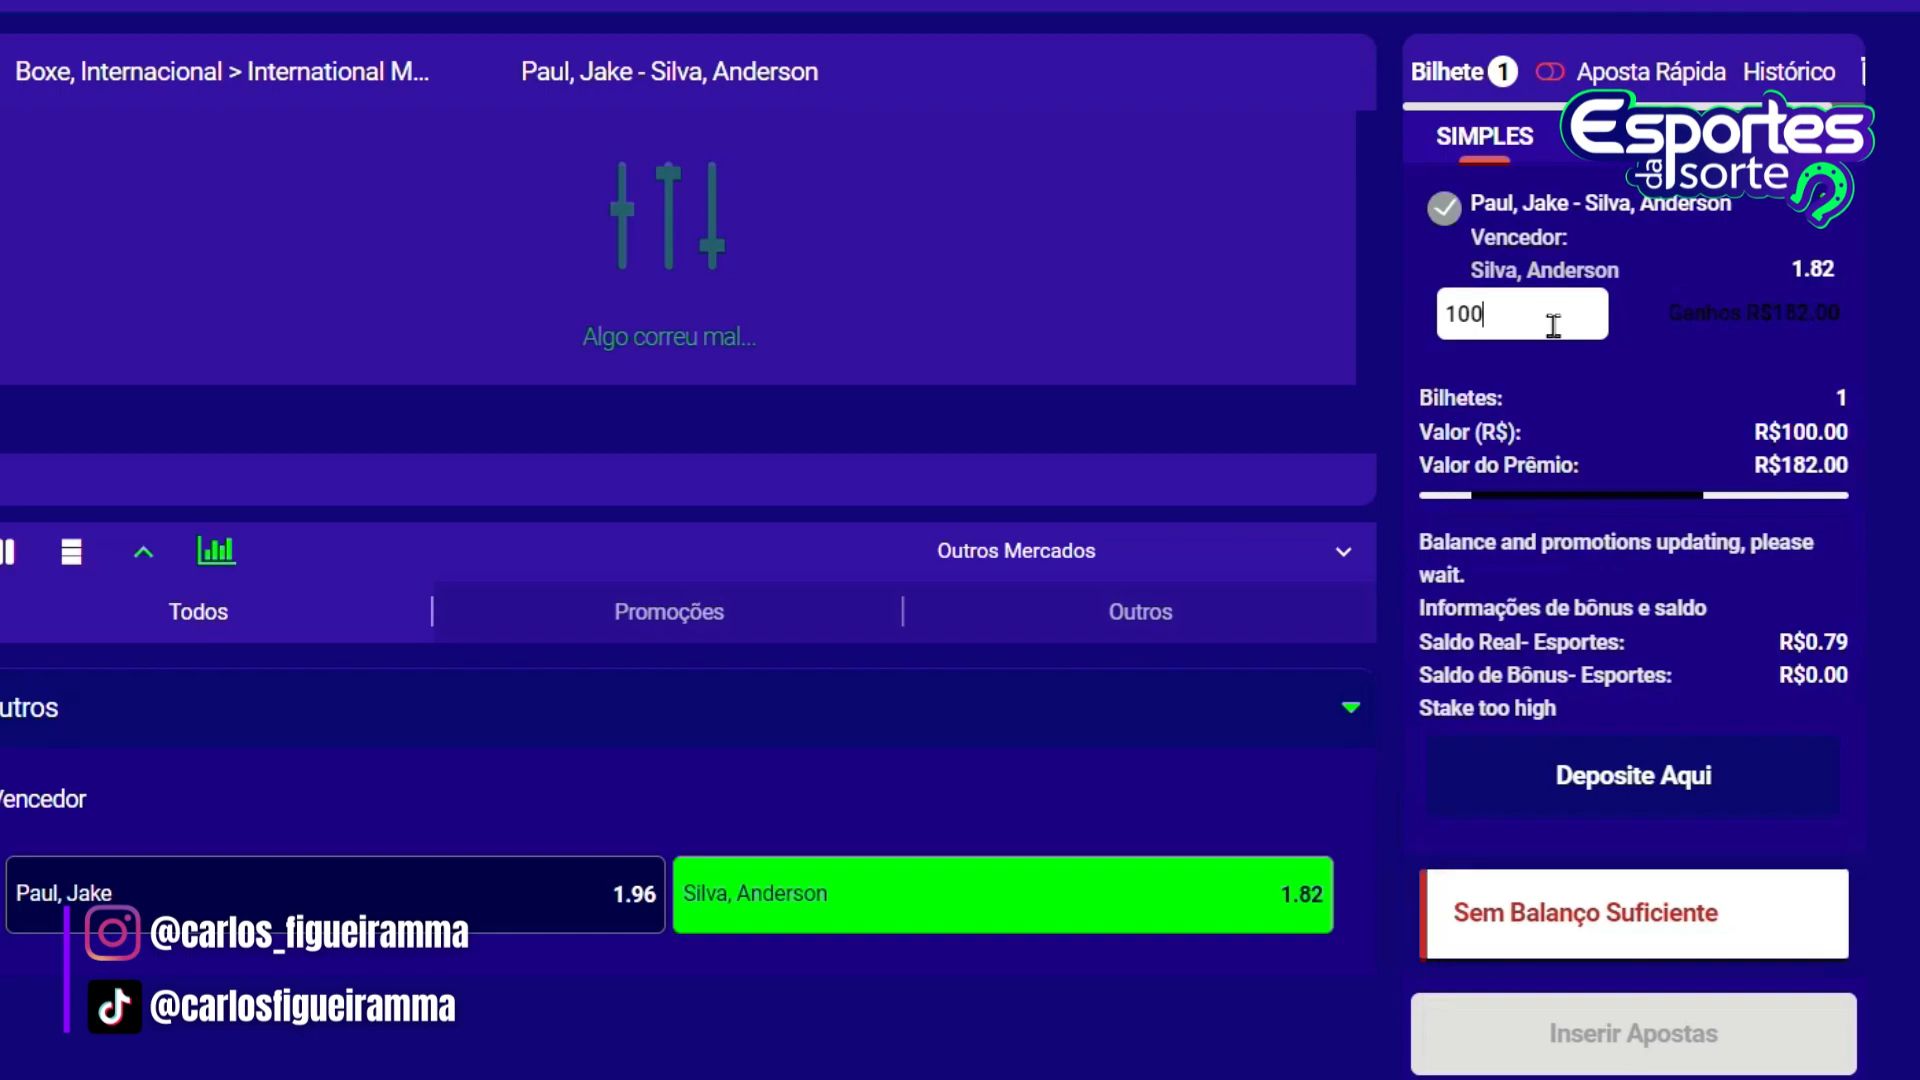 Boxe, Internacional > International M...
Paul, Jake - Silva, Anderson
Bilhete 1 Aposta Rápida Histórico
SIMPLES
Esportes
da sorte
Paul, Jake - Silva, Anderson
Vencedor:
Silva, Anderson 1.82
100 Ganhos R$182.00
Algo correu mal...
Bilhetes: 1
Valor (R$): R$100.00
Valor do Prêmio: R$182.00
Balance and promotions updating, please
wait.
Informações de bônus e saldo
Saldo Real- Esportes: R$0.79
Saldo de Bônus- Esportes: R$0.00
Stake too high
Deposite Aqui
Sem Balanço Suficiente
Inserir Apostas
Outros Mercados
Todos Promoções Outros
utros
Vencedor
Paul, Jake 1.96 Silva, Anderson 1.82
@carlos_figueiramma
@carlosfigueiramma